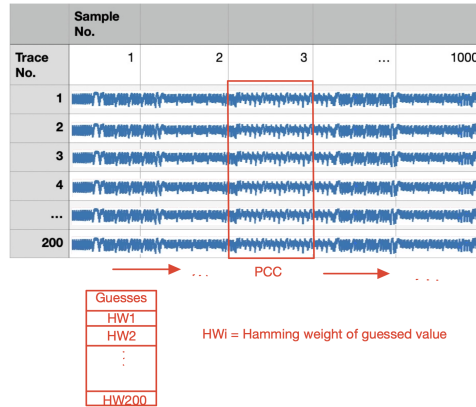 Sample No.
Trace No. 1 2 3 ... 1000
1
2
3
4
...
200
... PCC ...
Guesses
HW1
HW2
⋮
HW200
HWi = Hamming weight of guessed value